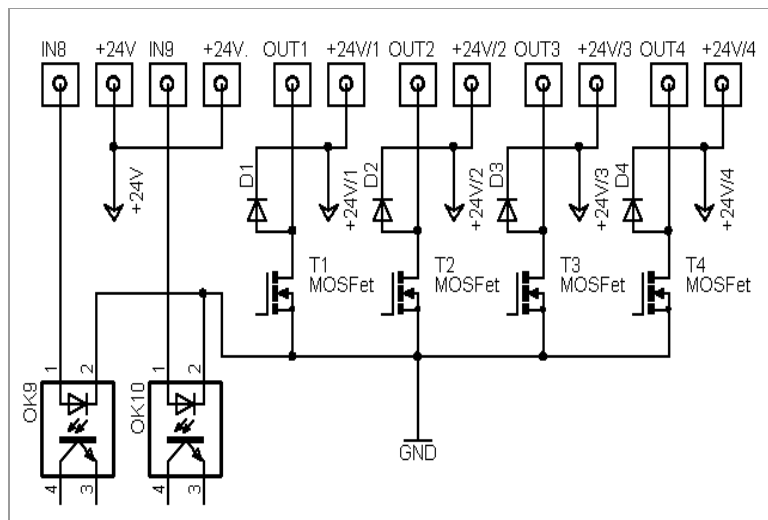 IN8 +24V IN9 +24V. OUT1 +24V/1 OUT2 +24V/2 OUT3 +24V/3 OUT4 +24V/4
D1 D2 D3 D4
+24V +24V/1 +24V/2 +24V/3 +24V/4
T1 T2 T3 T4
MOSFet MOSFet MOSFet MOSFet
1 2 1 2
OK9 OK10
GND
4 3 4 3